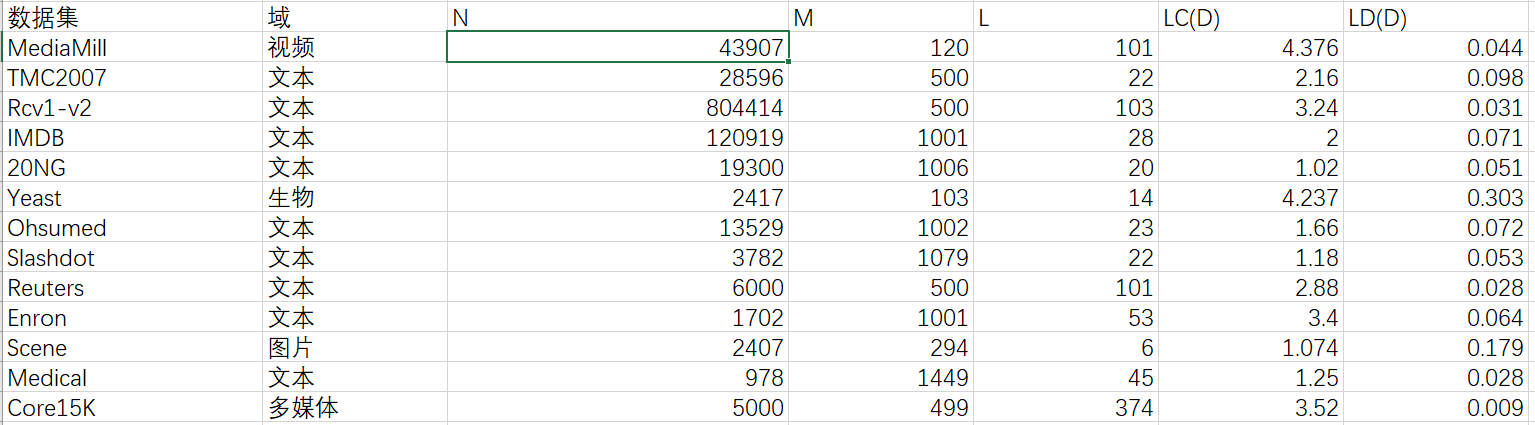 数据集 域 N M L LC(D) LD(D)
MediaMill 视频 43907 120 101 4.376 0.044
TMC2007 文本 28596 500 22 2.16 0.098
Rcv1-v2 文本 804414 500 103 3.24 0.031
IMDB 文本 120919 1001 28 2 0.071
20NG 文本 19300 1006 20 1.02 0.051
Yeast 生物 2417 103 14 4.237 0.303
Ohsumed 文本 13529 1002 23 1.66 0.072
Slashdot 文本 3782 1079 22 1.18 0.053
Reuters 文本 6000 500 101 2.88 0.028
Enron 文本 1702 1001 53 3.4 0.064
Scene 图片 2407 294 6 1.074 0.179
Medical 文本 978 1449 45 1.25 0.028
Core15K 多媒体 5000 499 374 3.52 0.009